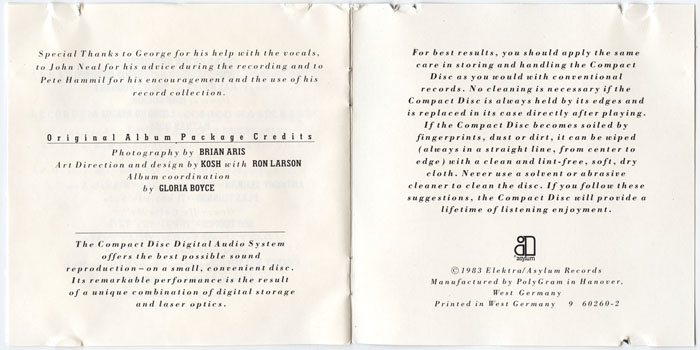 Special Thanks to George for his help with the vocals,
to John Neal for his advice during the recording and to
Pete Hammil for his encouragement and the use of his
record collection.
Original Album Package Credits
Photography by BRIAN ARIS
Art Direction and design by KOSH with RON LARSON
Album coordination
by GLORIA BOYCE
The Compact Disc Digital Audio System
offers the best possible sound
reproduction—on a small, convenient disc.
Its remarkable performance is the result
of a unique combination of digital storage
and laser optics.
For best results, you should apply the same
care in storing and handling the Compact
Disc as you would with conventional
records. No cleaning is necessary if the
Compact Disc is always held by its edges and
is replaced in its case directly after playing.
If the Compact Disc becomes soiled by
fingerprints, dust or dirt, it can be wiped
(always in a straight line, from center to
edge) with a clean and lint-free, soft, dry
cloth. Never use a solvent or abrasive
cleaner to clean the disc. If you follow these
suggestions, the Compact Disc will provide a
lifetime of listening enjoyment.
asylum
©1983 Elektra/Asylum Records
Manufactured by PolyGram in Hanover,
West Germany
Printed in West Germany 9 60260-2